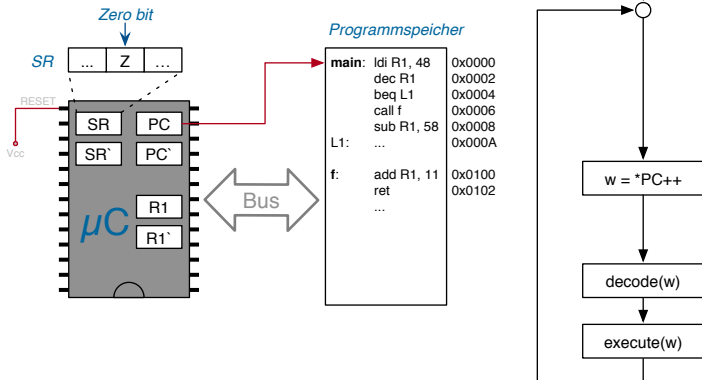 Zero bit
SR ... Z ...
RESET
Vcc
SR PC
SR` PC`
R1
R1`
µC
Bus
Programmspeicher
main: ldi R1, 48 0x0000
dec R1 0x0002
beq L1 0x0004
call f 0x0006
sub R1, 58 0x0008
L1: ... 0x000A
f: add R1, 11 0x0100
ret 0x0102
...
w = *PC++
decode(w)
execute(w)